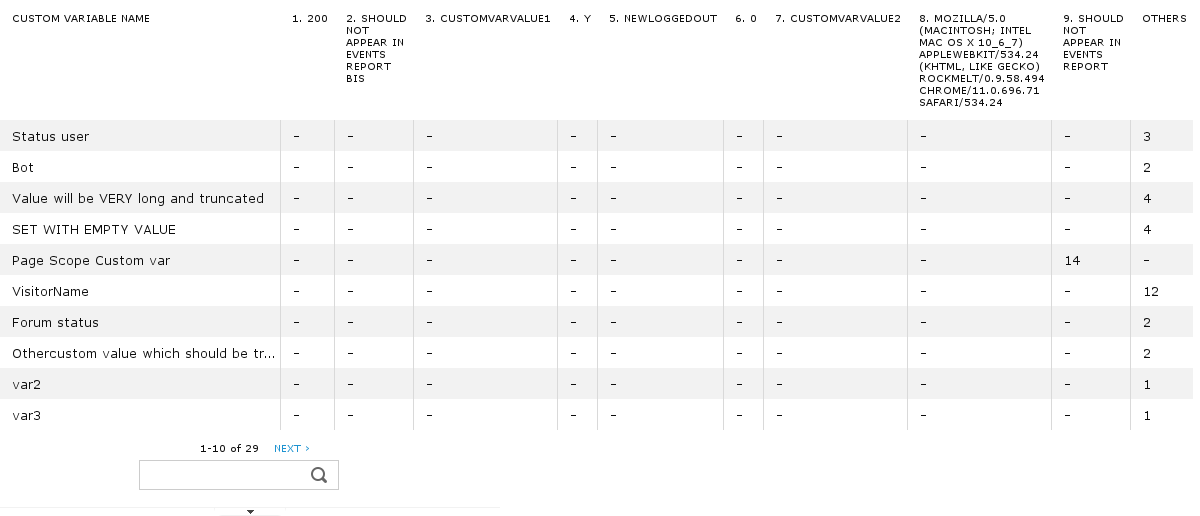 CUSTOM VARIABLE NAME 1. 200 2. SHOULD NOT APPEAR IN EVENTS REPORT BIS 3. CUSTOMVARVALUE1 4. Y 5. NEWLOGGEDOUT 6. 0 7. CUSTOMVARVALUE2 8. MOZILLA/5.0 (MACINTOSH; INTEL MAC OS X 10_6_7) APPLEWEBKIT/534.24 (KHTML, LIKE GECKO) ROCKMELT/0.9.58.494 CHROME/11.0.696.71 SAFARI/534.24 9. SHOULD NOT APPEAR IN EVENTS REPORT OTHERS
Status user - - - - - - - - - 3
Bot - - - - - - - - - 2
Value will be VERY long and truncated - - - - - - - - - 4
SET WITH EMPTY VALUE - - - - - - - - - 4
Page Scope Custom var - - - - - - - - 14 -
VisitorName - - - - - - - - - 12
Forum status - - - - - - - - - 2
Othercustom value which should be tr... - - - - - - - - - 2
var2 - - - - - - - - - 1
var3 - - - - - - - - - 1
1-10 of 29 NEXT ›